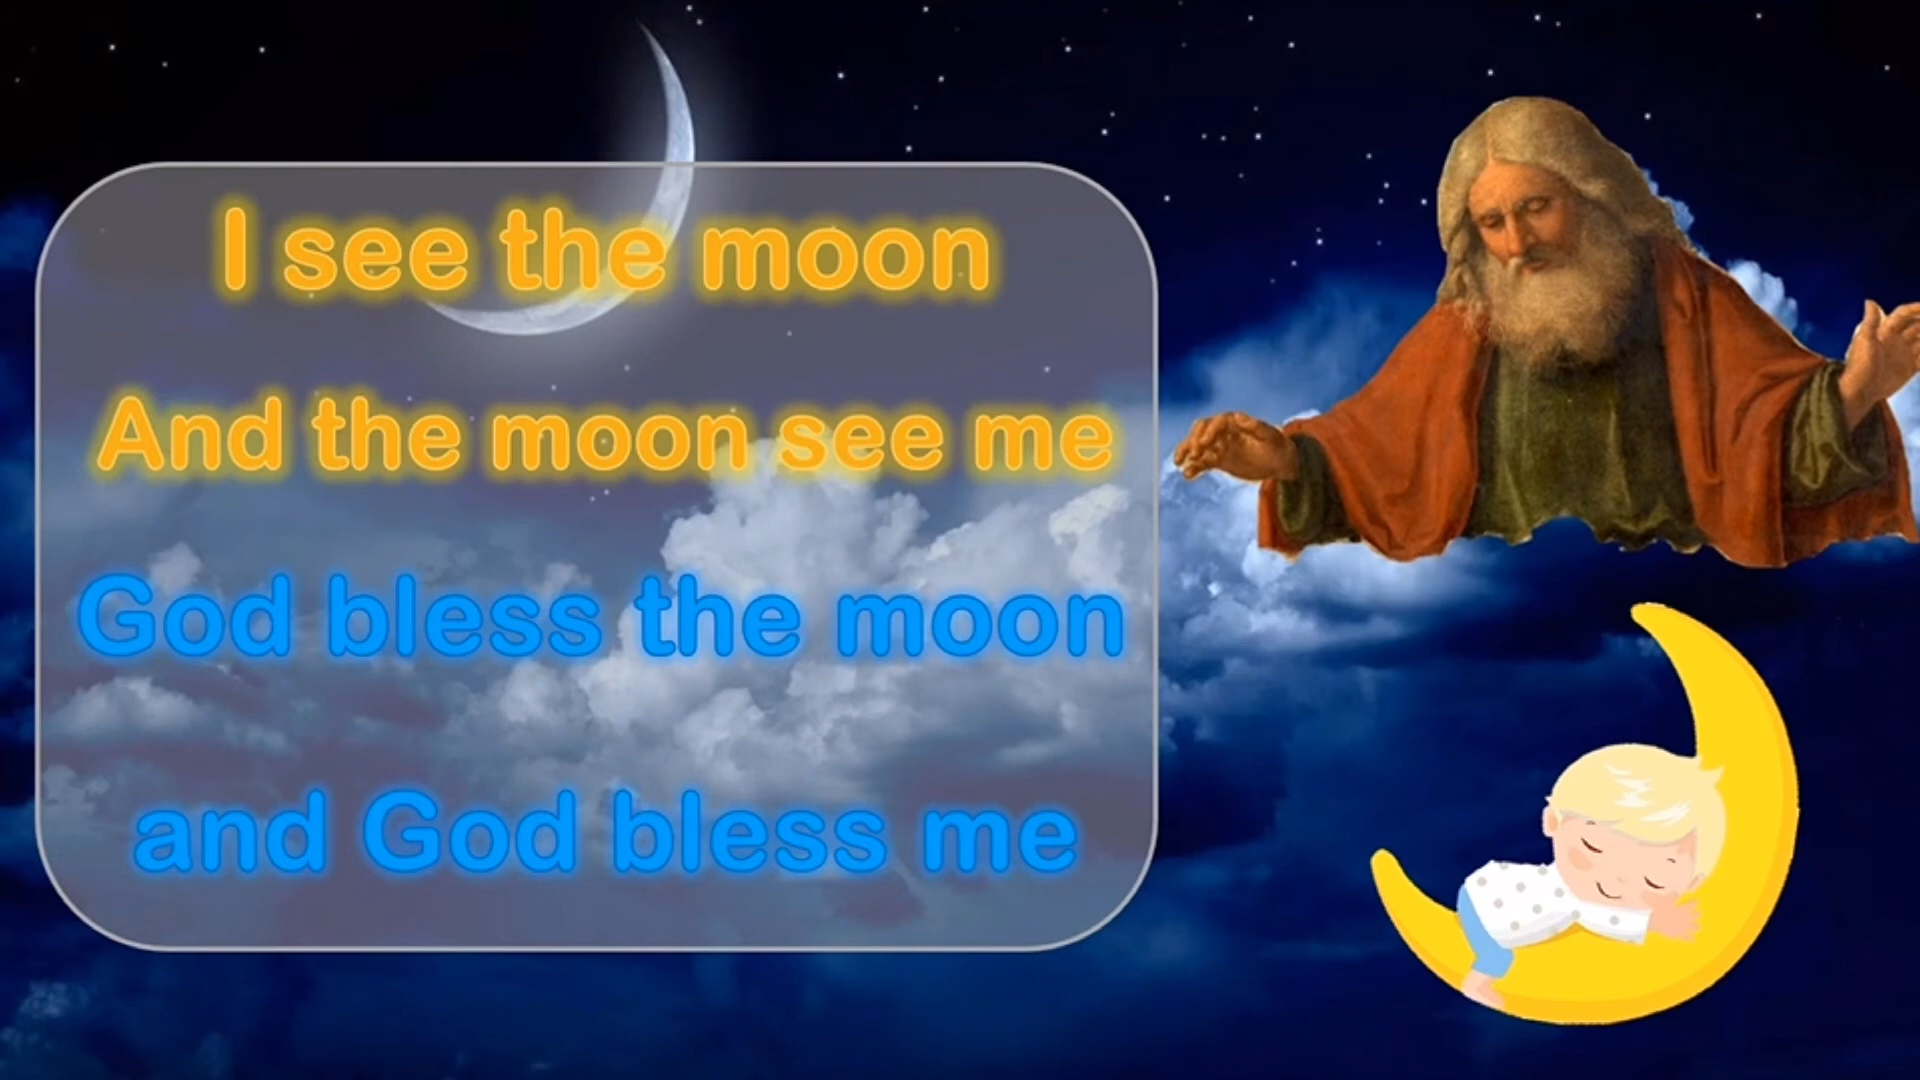 I see the moon
And the moon see me
God bless the moon
and God bless me